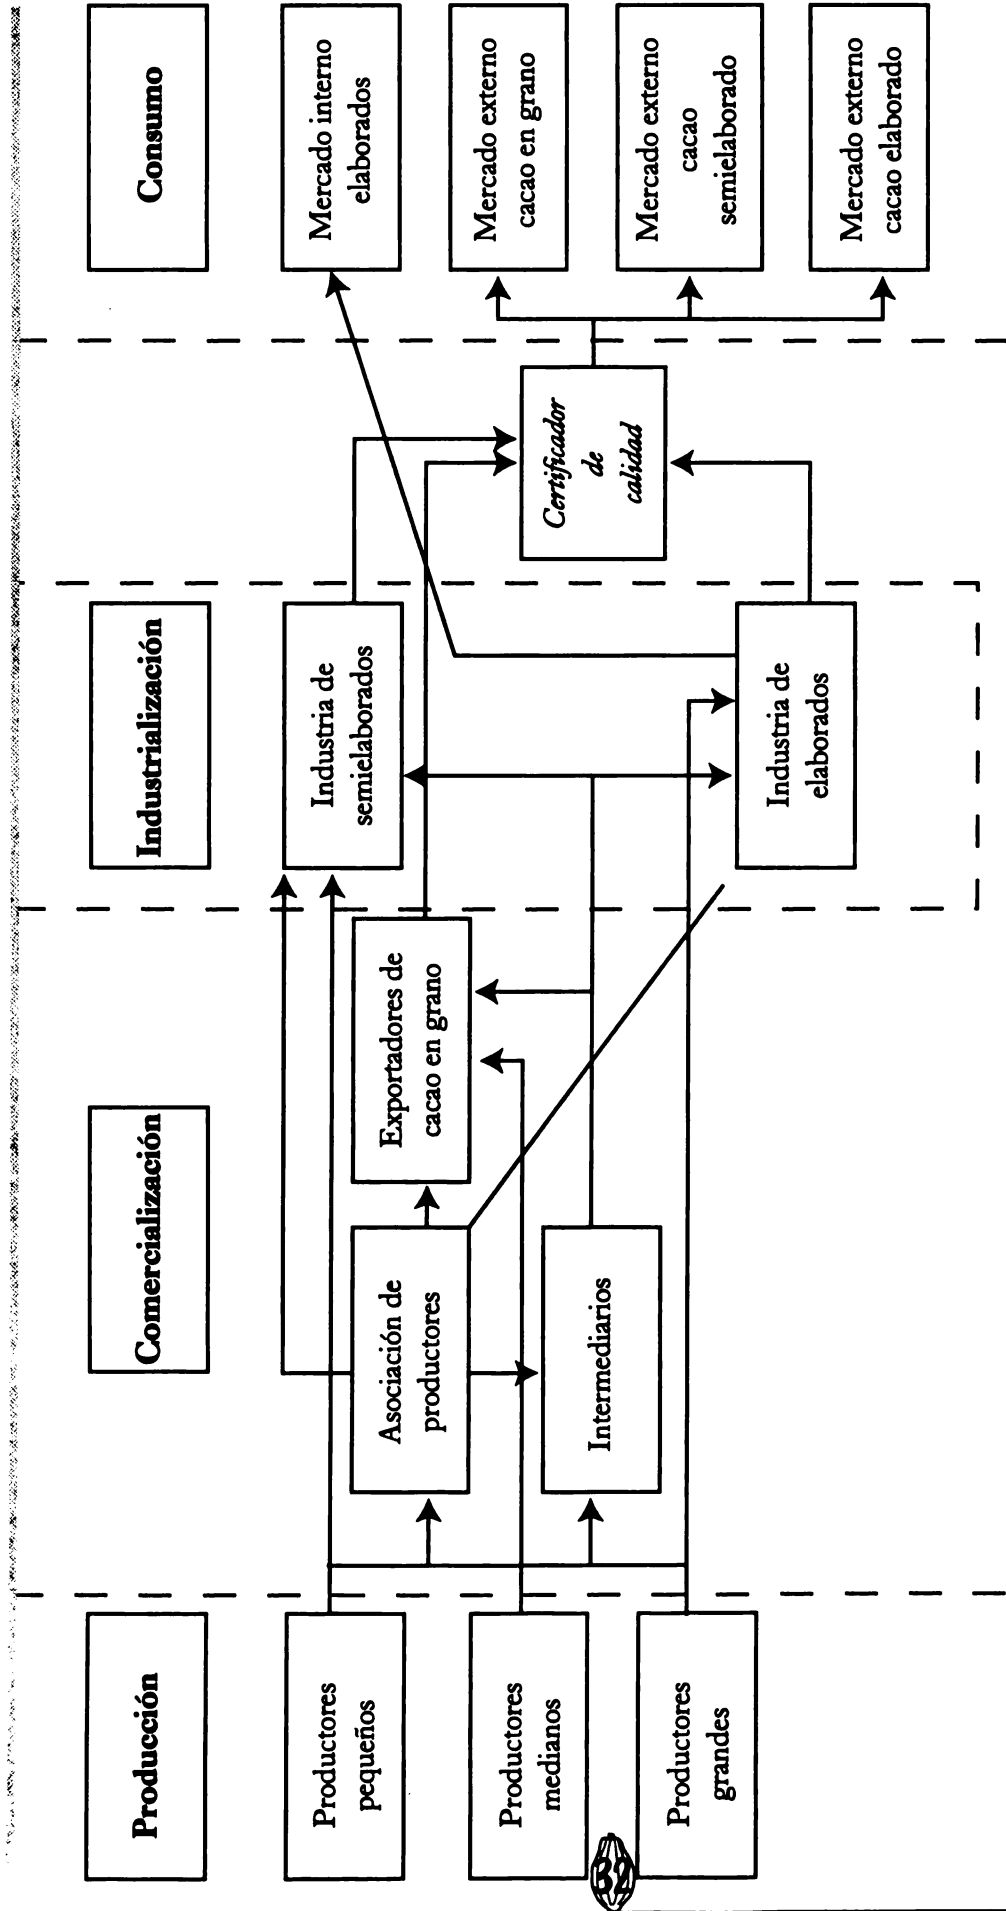 Producción
Comercialización
Industrialización
Consumo
Productores
pequeños
Productores
medianos
Productores
grandes
Asociación de
productores
Intermediarios
Exportadores de
cacao en grano
Industria de
semielaborados
Industria de
elaborados
Certificador
de
calidad
Mercado interno
elaborados
Mercado externo
cacao en grano
Mercado externo
cacao
semielaborado
Mercado externo
cacao elaborado
32